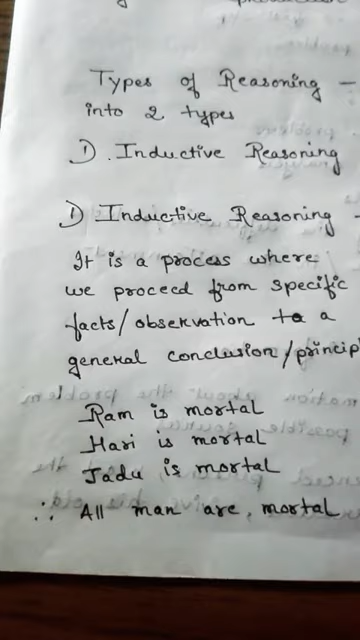 Types of Reasoning -
into 2 types
1). Inductive Reasoning
1) Inductive Reasoning -
It is a process where
we proceed from specific
facts/observation to a
general conclusion/princip
Ram is mortal
Hari is mortal
Jadu is mortal
∴ All man are, mortal